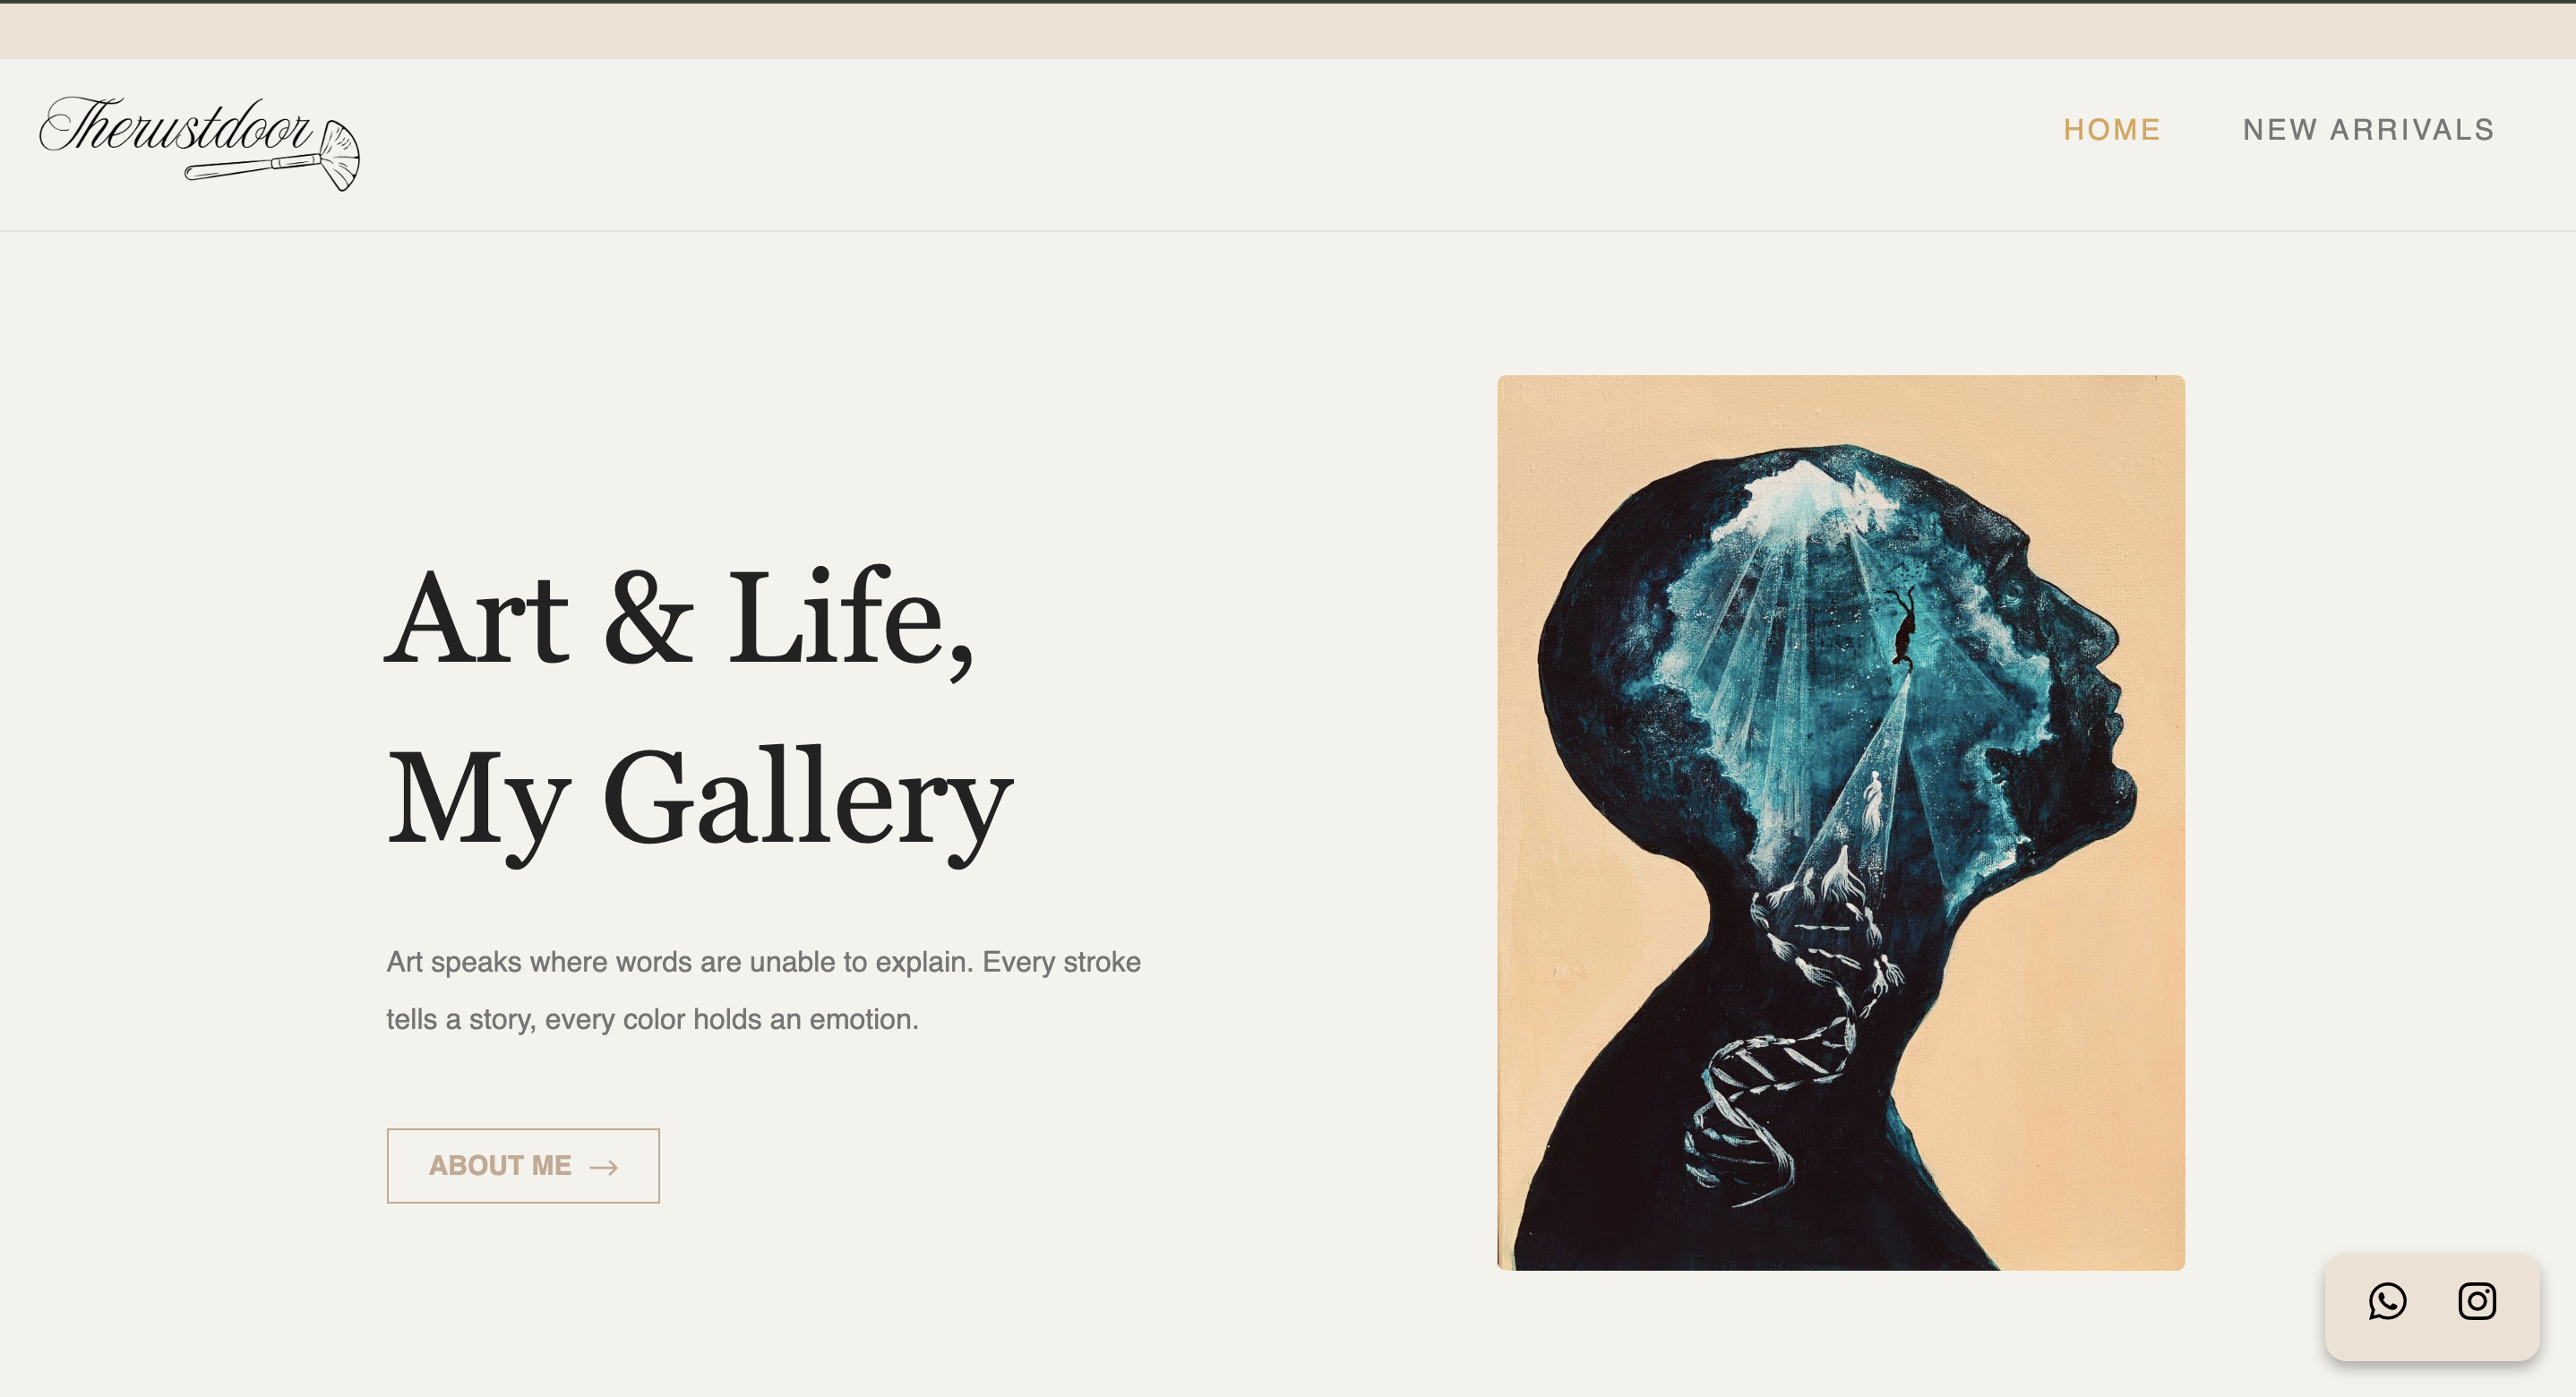 Therustdoor
HOME
NEW ARRIVALS
Art & Life,
My Gallery
Art speaks where words are unable to explain. Every stroke
tells a story, every color holds an emotion.
ABOUT ME →